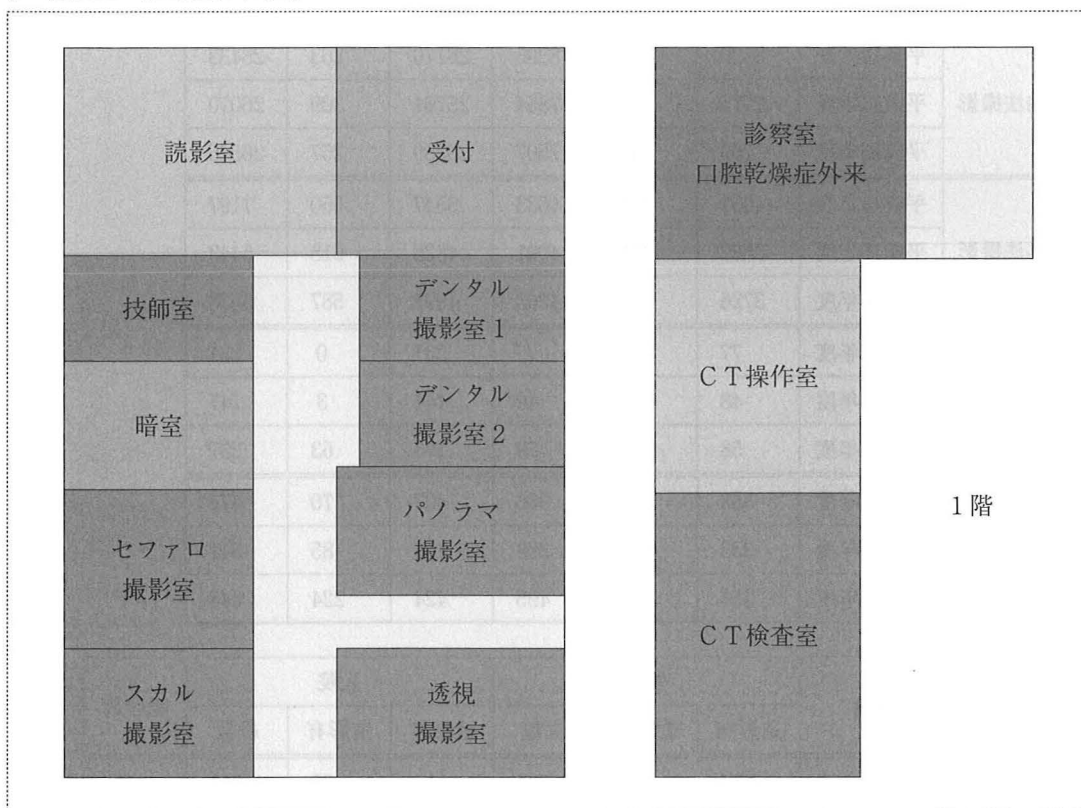 読影室
受付
技師室
デンタル
撮影室1
暗室
デンタル
撮影室2
セファロ
撮影室
パノラマ
撮影室
スカル
撮影室
透視
撮影室
診察室
口腔乾燥症外来
CT操作室
CT検査室
1階